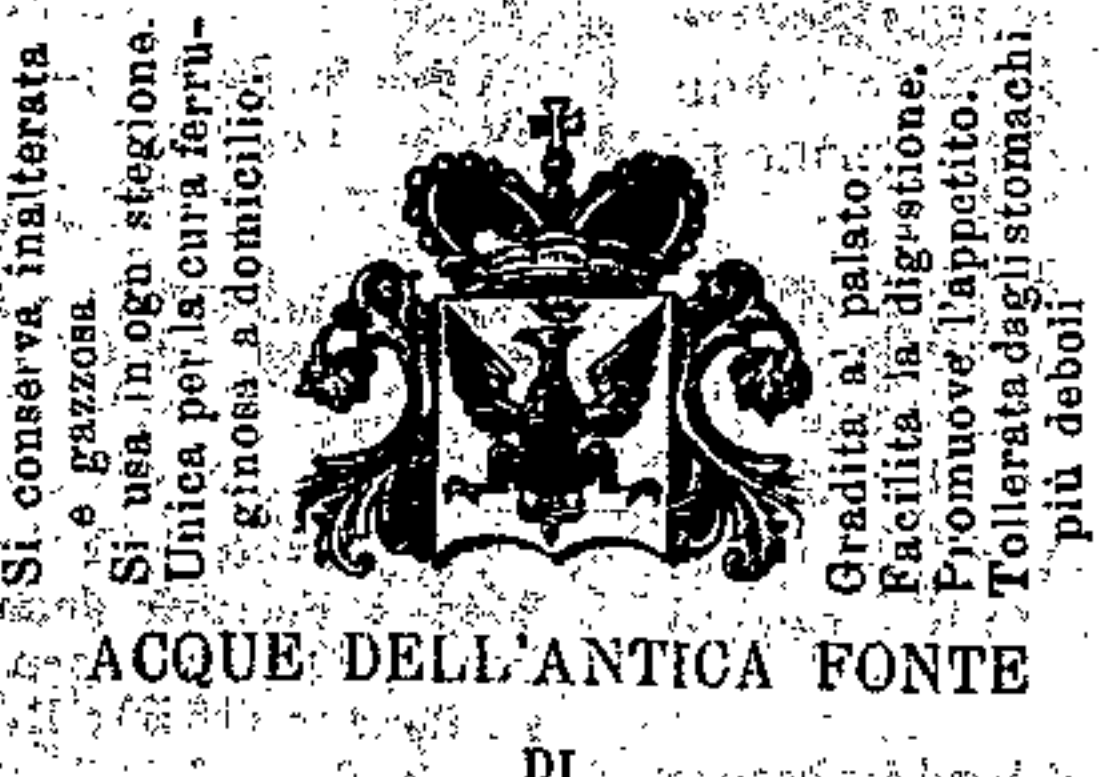 Si conserva inalterata
e gazzosa.
Si usa in ogni stegione.
Unica per la cura ferru-
ginosa a domicilio.
Gradita al palato.
Facilita la digestione.
Promuove l'appetito.
Tollerata dagli stomachi
più deboli
ACQUE DELL'ANTICA FONTE
DI